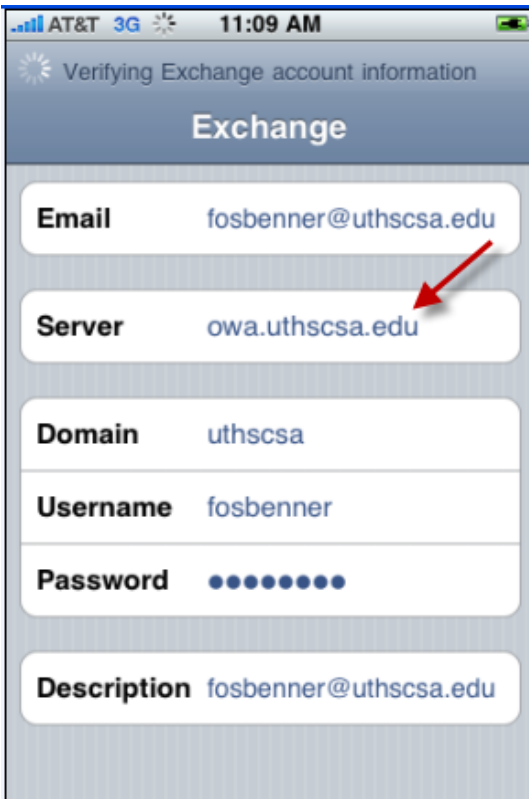 AT&T 3G 11:09 AM
Verifying Exchange account information
Exchange
Email fosbenner@uthscsa.edu
Server owa.uthscsa.edu
Domain uthscsa
Username fosbenner
Password ●●●●●●●●
Description fosbenner@uthscsa.edu